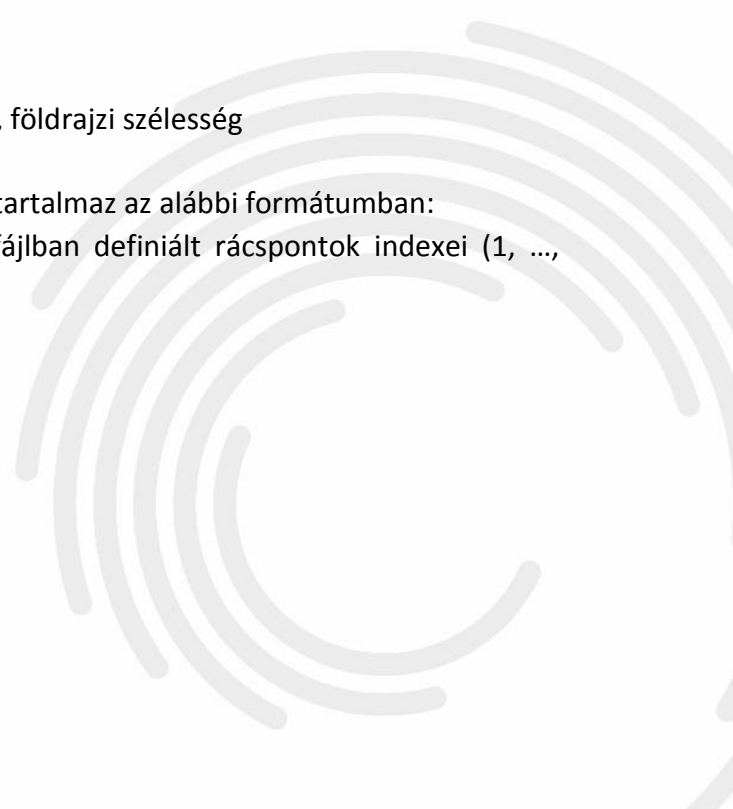 , földrajzi szélesség
tartalmaz az alábbi formátumban:
fájlban definiált rácspontok indexei (1, …,